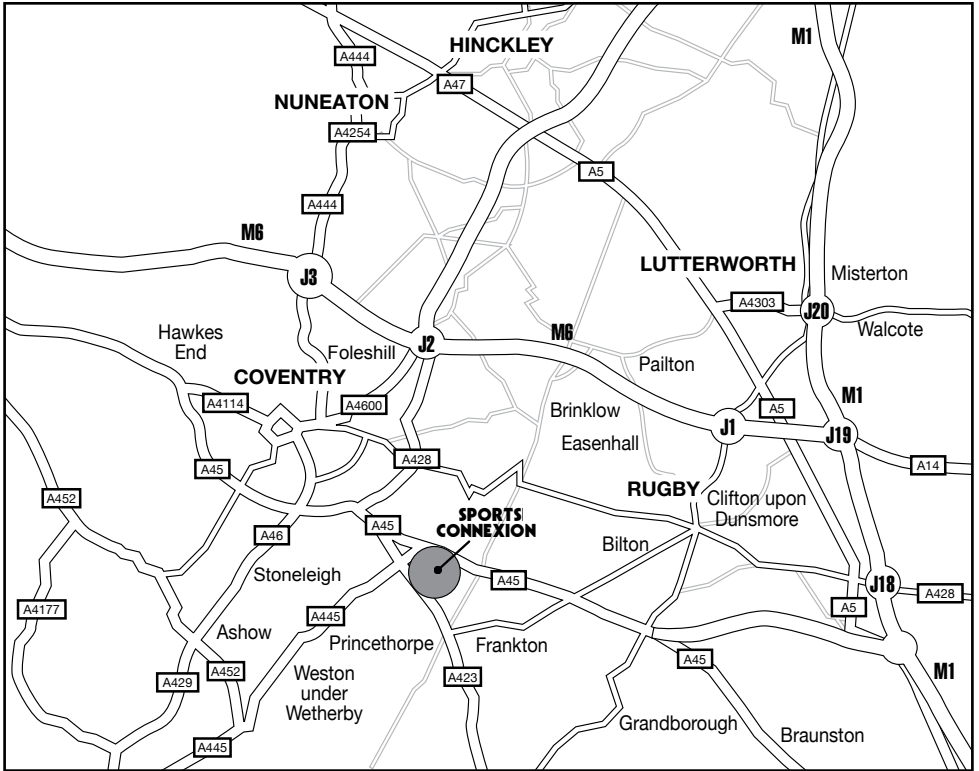 M1
HINCKLEY
A444
A47
NUNEATON
A4254
A5
A444
M6
LUTTERWORTH
Misterton
J3
A4303
J20
Walcote
Hawkes
End
Foleshill
J2
M6
Pailton
COVENTRY
M1
A4114
A4600
Brinklow
A5
J1
J19
Easenhall
A428
A45
A14
RUGBY
Clifton upon
Dunsmore
A452
SPORTS
CONNEXION
A45
A46
Bilton
Stoneleigh
A45
J18
A428
A4177
A445
A5
Ashow
Princethorpe
Frankton
A452
A45
M1
Weston
under
Wetherby
A429
A423
Grandborough
Braunston
A445